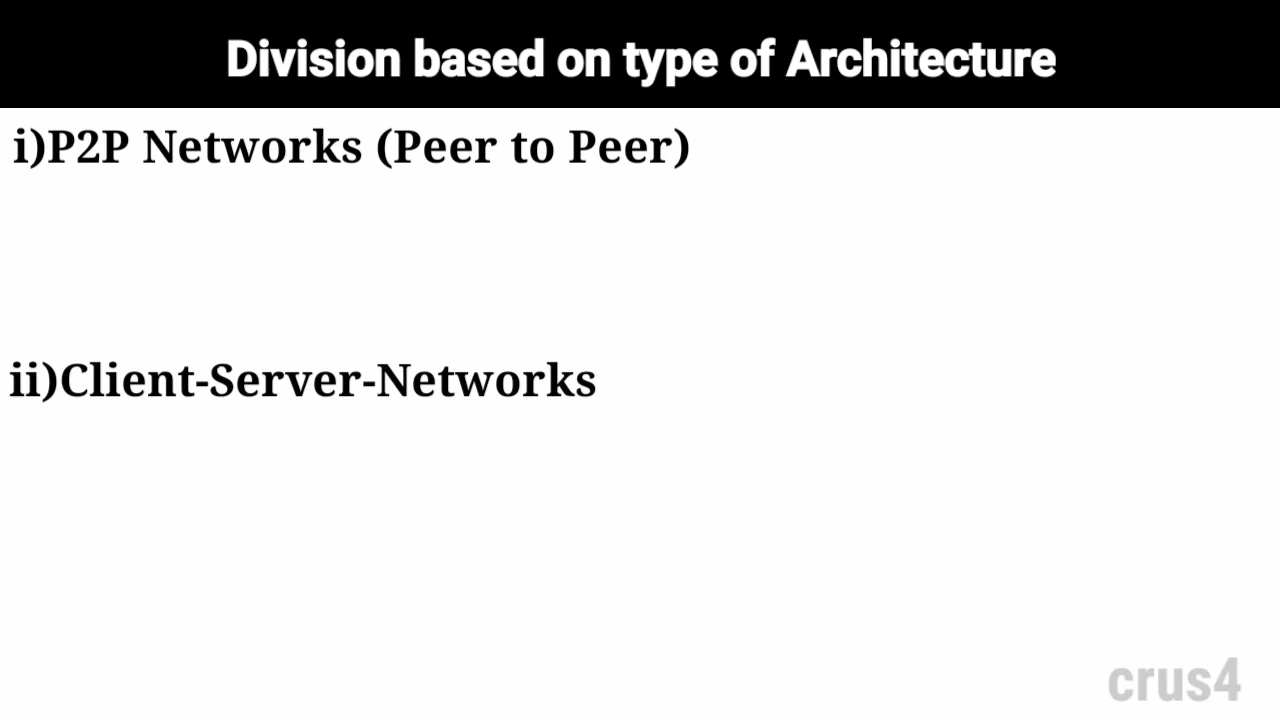 Division based on type of Architecture
i)P2P Networks (Peer to Peer)
ii)Client-Server-Networks
crus4